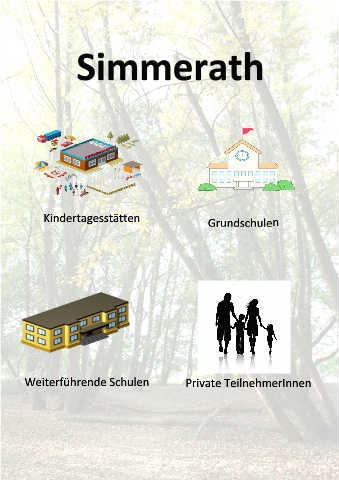 Simmerath
Kindertagesstätten
Grundschulen
Weiterführende Schulen
Private TeilnehmerInnen